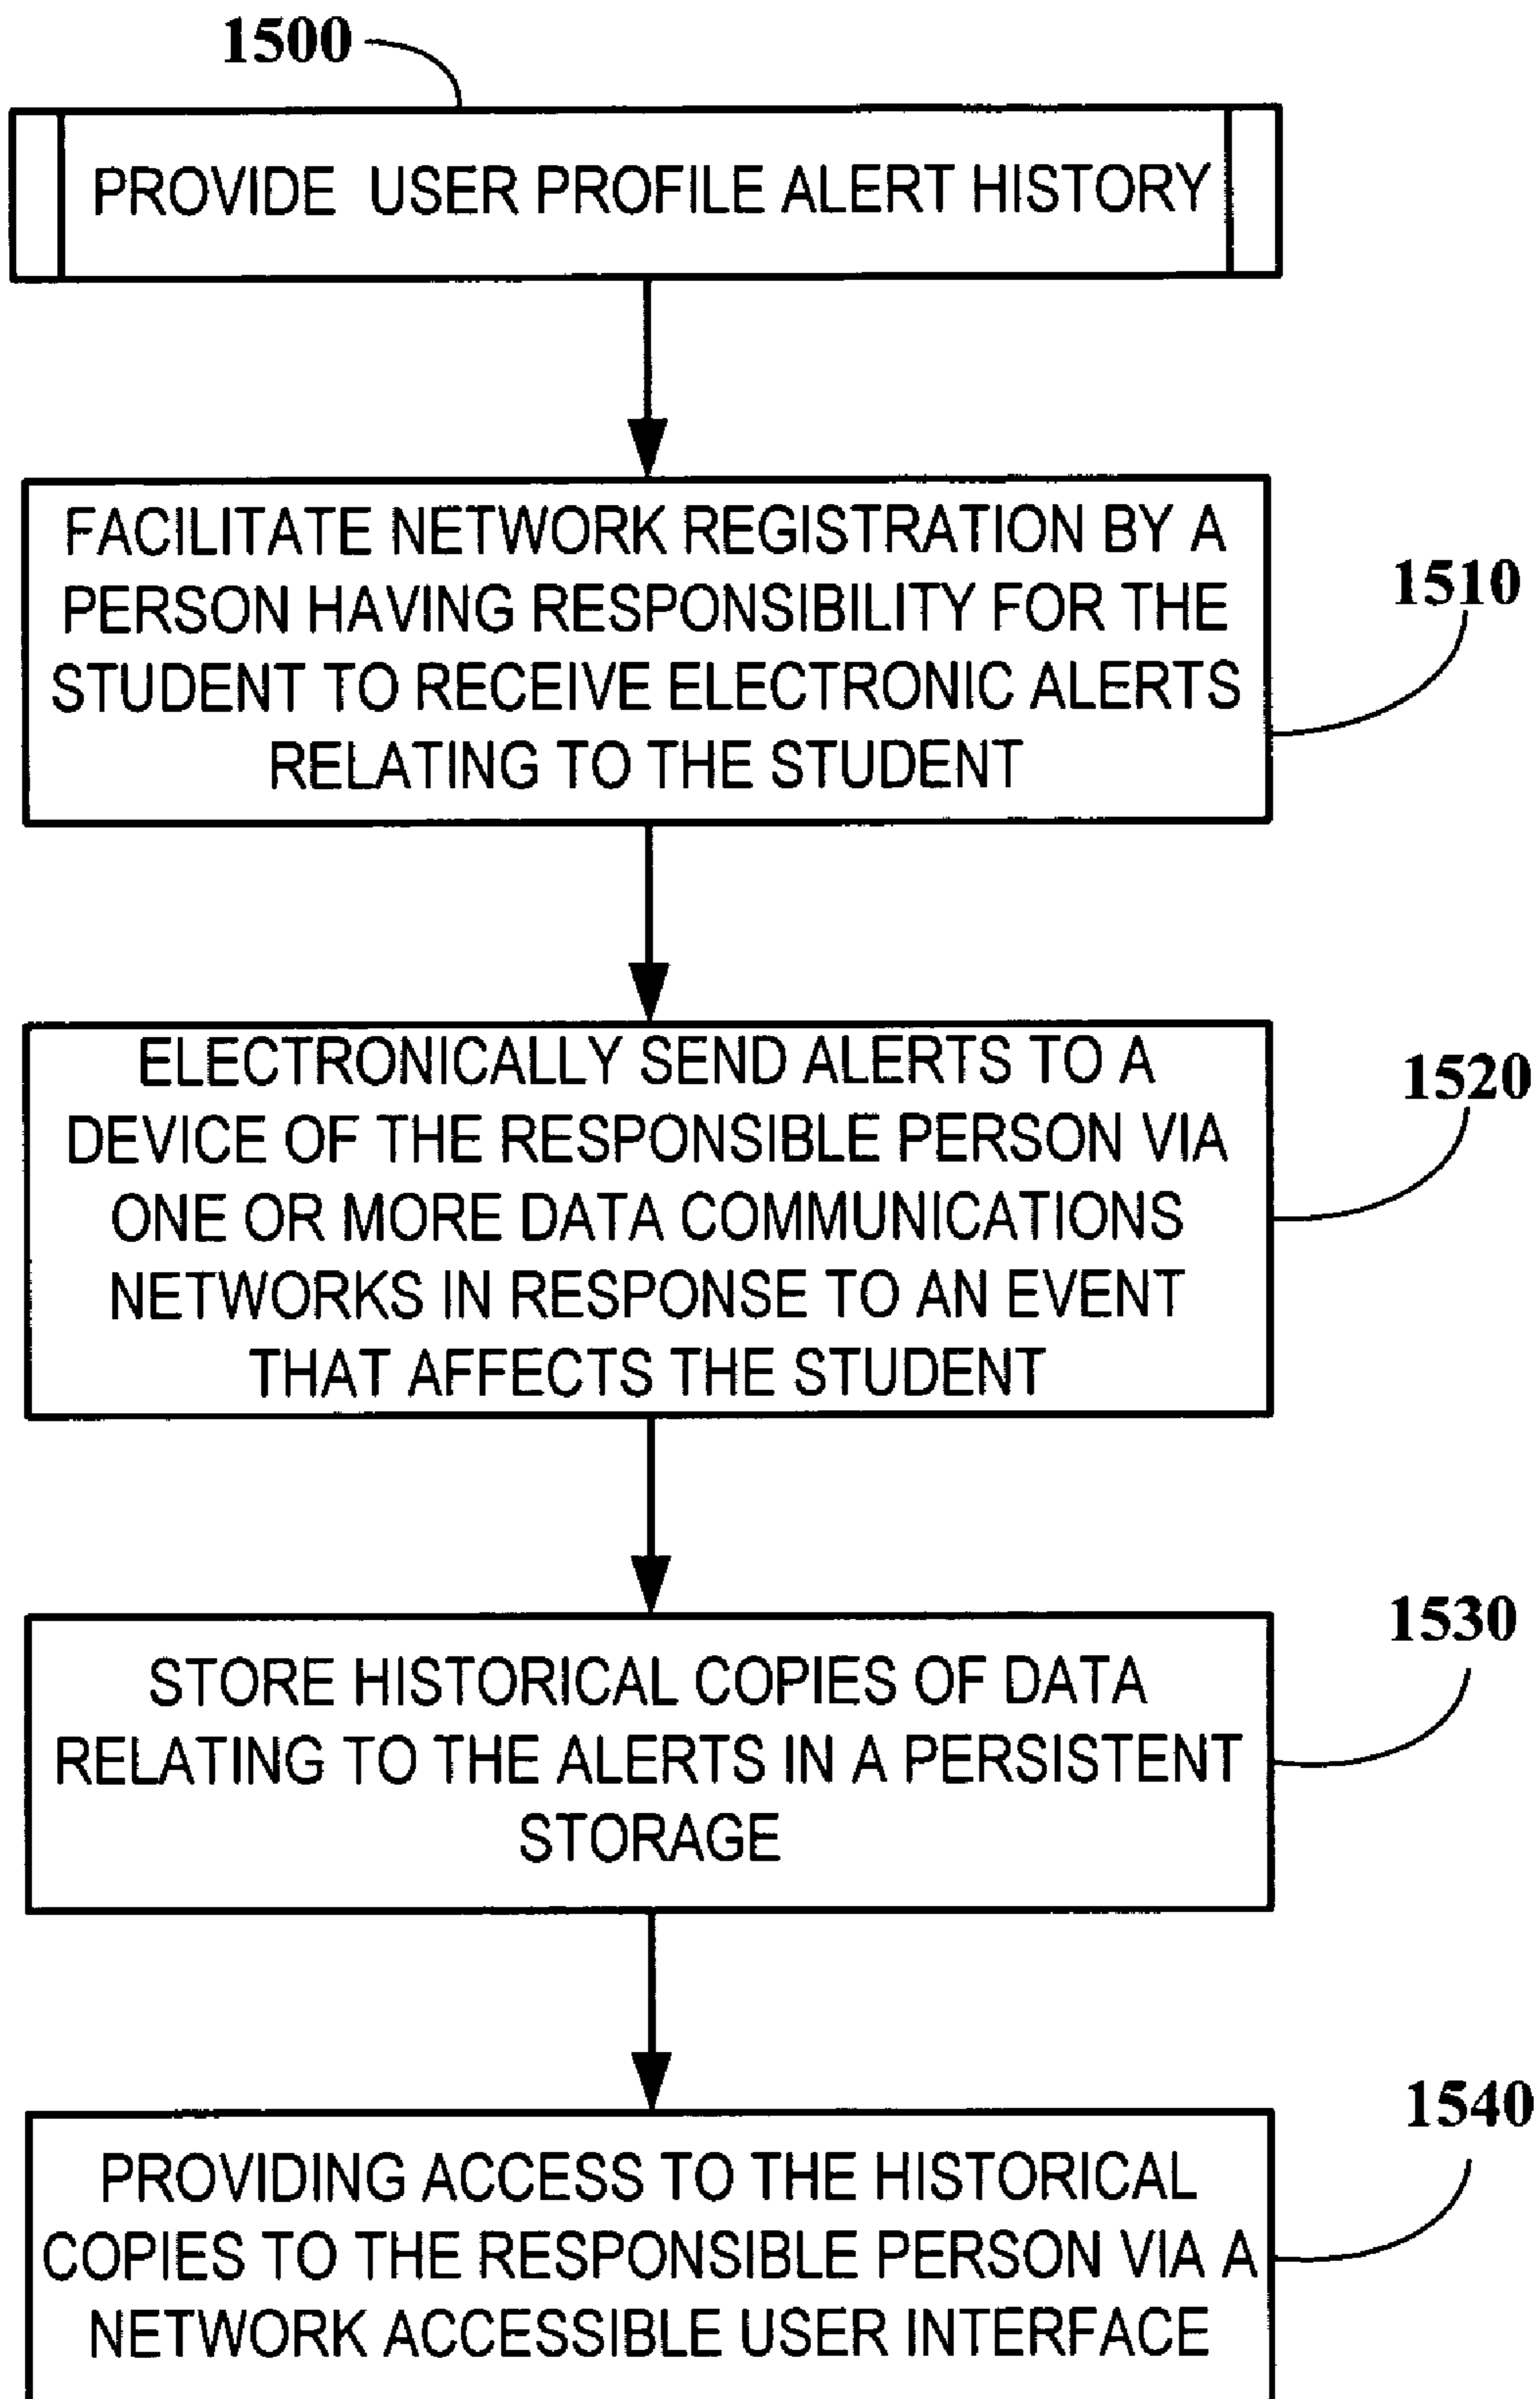 1500
PROVIDE USER PROFILE ALERT HISTORY
FACILITATE NETWORK REGISTRATION BY A
PERSON HAVING RESPONSIBILITY FOR THE
STUDENT TO RECEIVE ELECTRONIC ALERTS
RELATING TO THE STUDENT
1510
ELECTRONICALLY SEND ALERTS TO A
DEVICE OF THE RESPONSIBLE PERSON VIA
ONE OR MORE DATA COMMUNICATIONS
NETWORKS IN RESPONSE TO AN EVENT
THAT AFFECTS THE STUDENT
1520
STORE HISTORICAL COPIES OF DATA
RELATING TO THE ALERTS IN A PERSISTENT
STORAGE
1530
PROVIDING ACCESS TO THE HISTORICAL
COPIES TO THE RESPONSIBLE PERSON VIA A
NETWORK ACCESSIBLE USER INTERFACE
1540